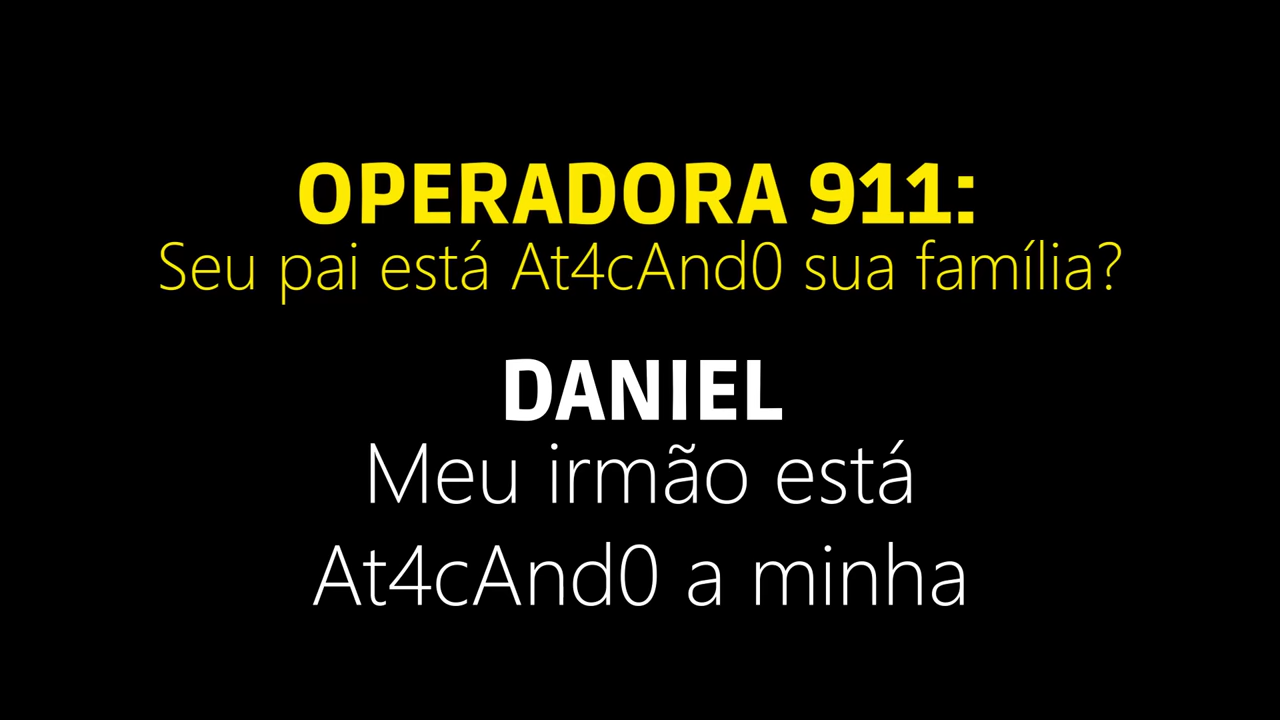 OPERADORA 911:
Seu pai está At4cAnd0 sua família?
DANIEL
Meu irmão está
At4cAnd0 a minha